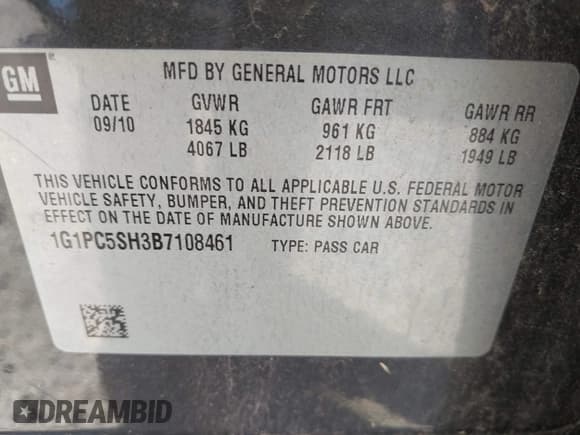 GM
MFD BY GENERAL MOTORS LLC
DATE GVWR GAWR FRT GAWR RR
09/10 1845 KG 961 KG 884 KG
4067 LB 2118 LB 1949 LB
THIS VEHICLE CONFORMS TO ALL APPLICABLE U.S. FEDERAL MOTOR
VEHICLE SAFETY, BUMPER, AND THEFT PREVENTION STANDARDS IN
EFFECT ON THE DATE OF MANUFACTURE SHOWN ABOVE.
1G1PC5SH3B7108461 TYPE: PASS CAR
DREAMBID